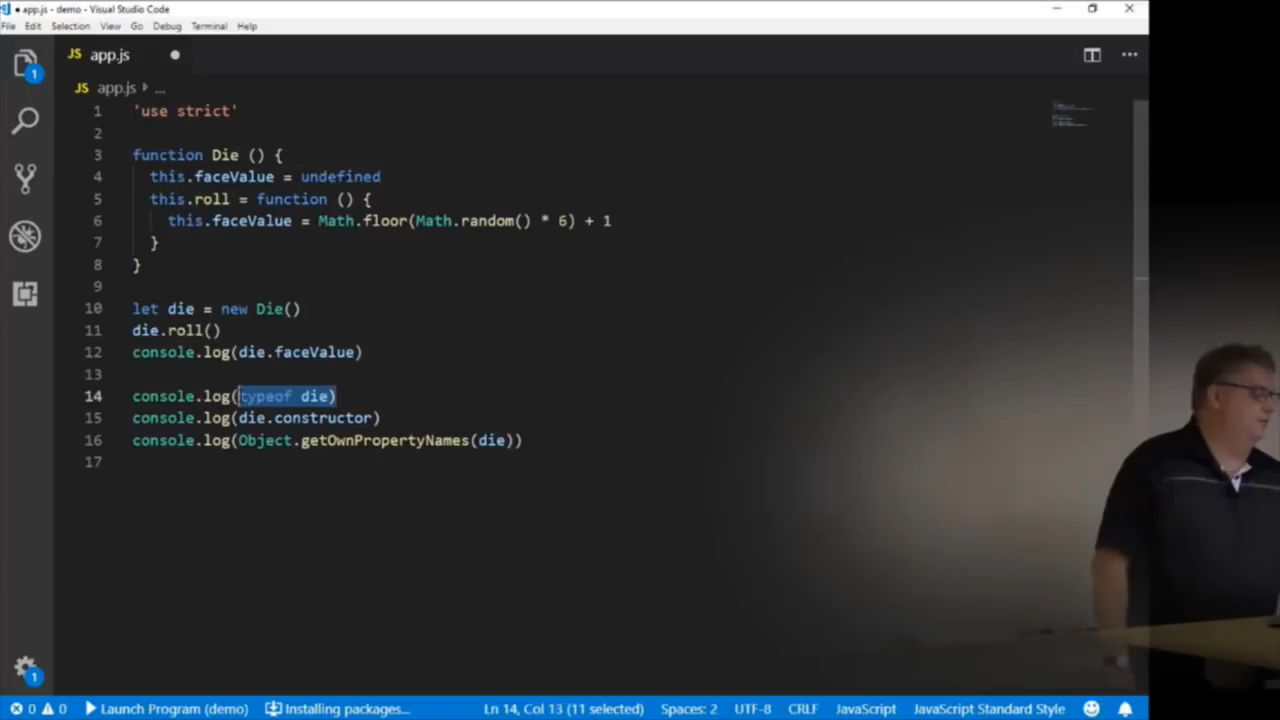 ● app.js - demo - Visual Studio Code
File Edit Selection View Go Debug Terminal Help
JS app.js ●
JS app.js ...
1 'use strict'
2
3 function Die () {
4 this.faceValue = undefined
5 this.roll = function () {
6 this.faceValue = Math.floor(Math.random() * 6) + 1
7 }
8 }
9
10 let die = new Die()
11 die.roll()
12 console.log(die.faceValue)
13
14 console.log(typeof die)
15 console.log(die.constructor)
16 console.log(Object.getOwnPropertyNames(die))
17
1
1
0 0 Launch Program (demo) Installing packages... Ln 14, Col 13 (11 selected) Spaces: 2 UTF-8 CRLF JavaScript JavaScript Standard Style